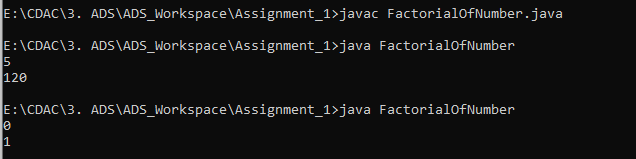 E:\CDAC\3. ADS\ADS_Workspace\Assignment_1>javac FactorialOfNumber.java
E:\CDAC\3. ADS\ADS_Workspace\Assignment_1>java FactorialOfNumber
5
120
E:\CDAC\3. ADS\ADS_Workspace\Assignment_1>java FactorialOfNumber
0
1